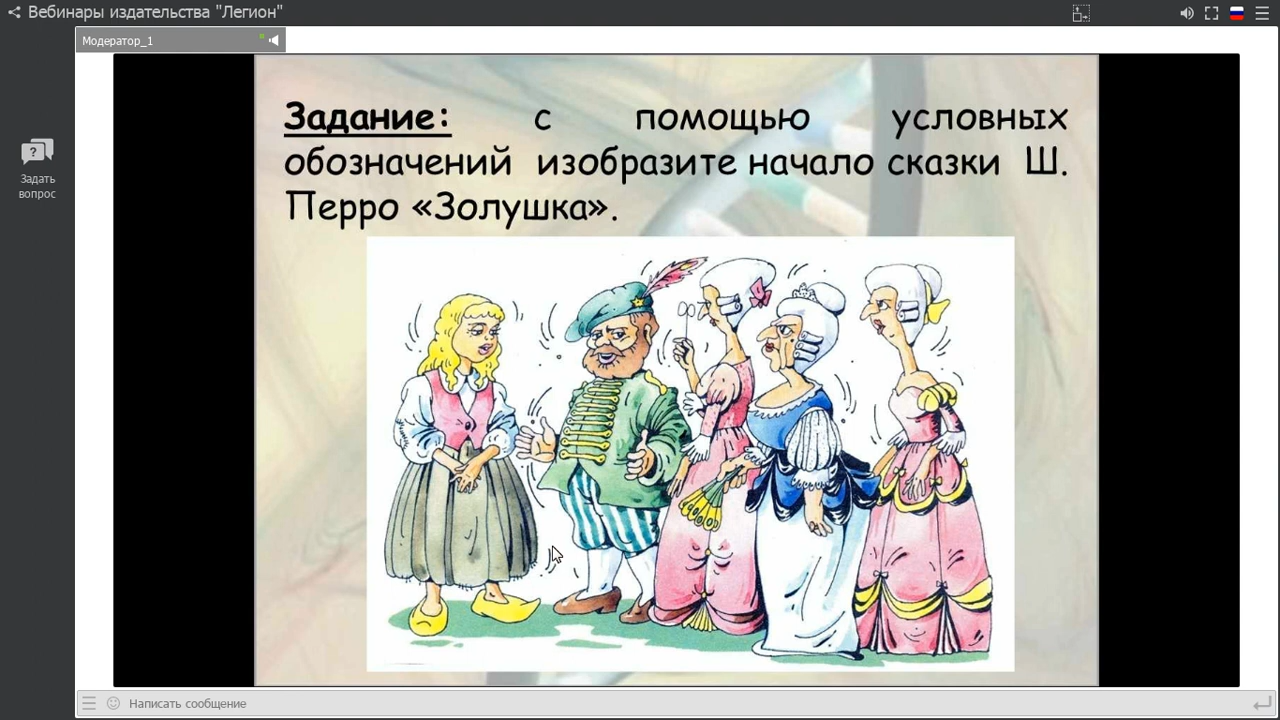 Вебинары издательства "Легион"
Модератор_1
Задать
вопрос
Задание: с помощью условных
обозначений изобразите начало сказки Ш.
Перро «Золушка».
Написать сообщение